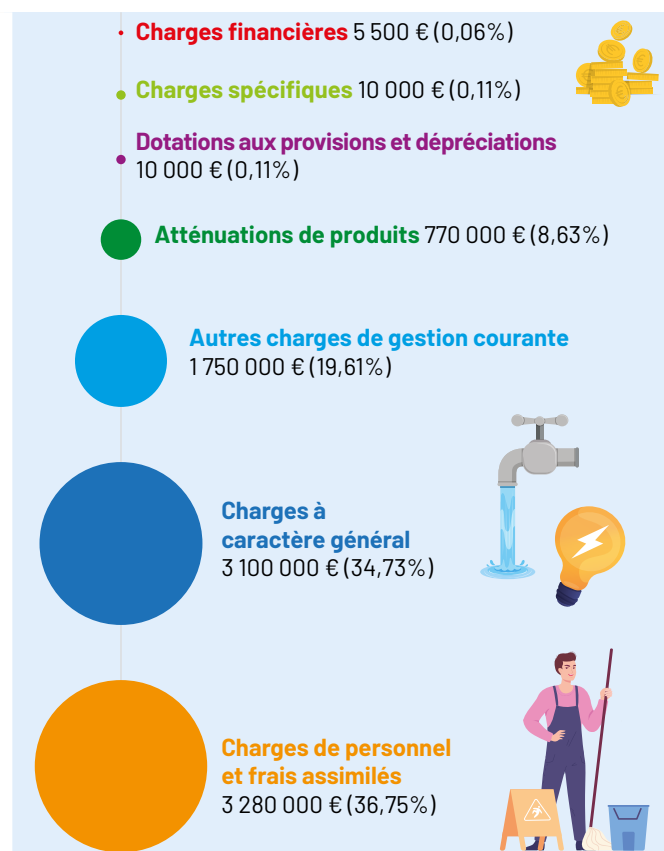 Charges financières 5 500 € (0,06%)
Charges spécifiques 10 000 € (0,11%)
Dotations aux provisions et dépréciations
10 000 € (0,11%)
Atténuations de produits 770 000 € (8,63%)
Autres charges de gestion courante
1 750 000 € (19,61%)
Charges à
caractère général
3 100 000 € (34,73%)
Charges de personnel
et frais assimilés
3 280 000 € (36,75%)